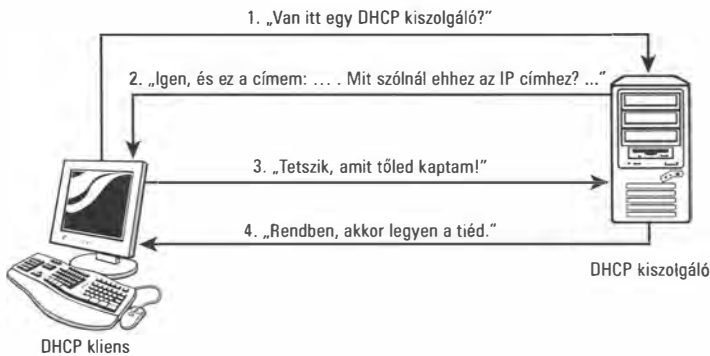 1. „Van itt egy DHCP kiszolgáló?”
2. „Igen, és ez a címem: ... . Mit szólnál ehhez az IP címhez? ...”
3. „Tetszik, amit tőled kaptam!”
4. „Rendben, akkor legyen a tiéd.”
DHCP kiszolgáló
DHCP kliens